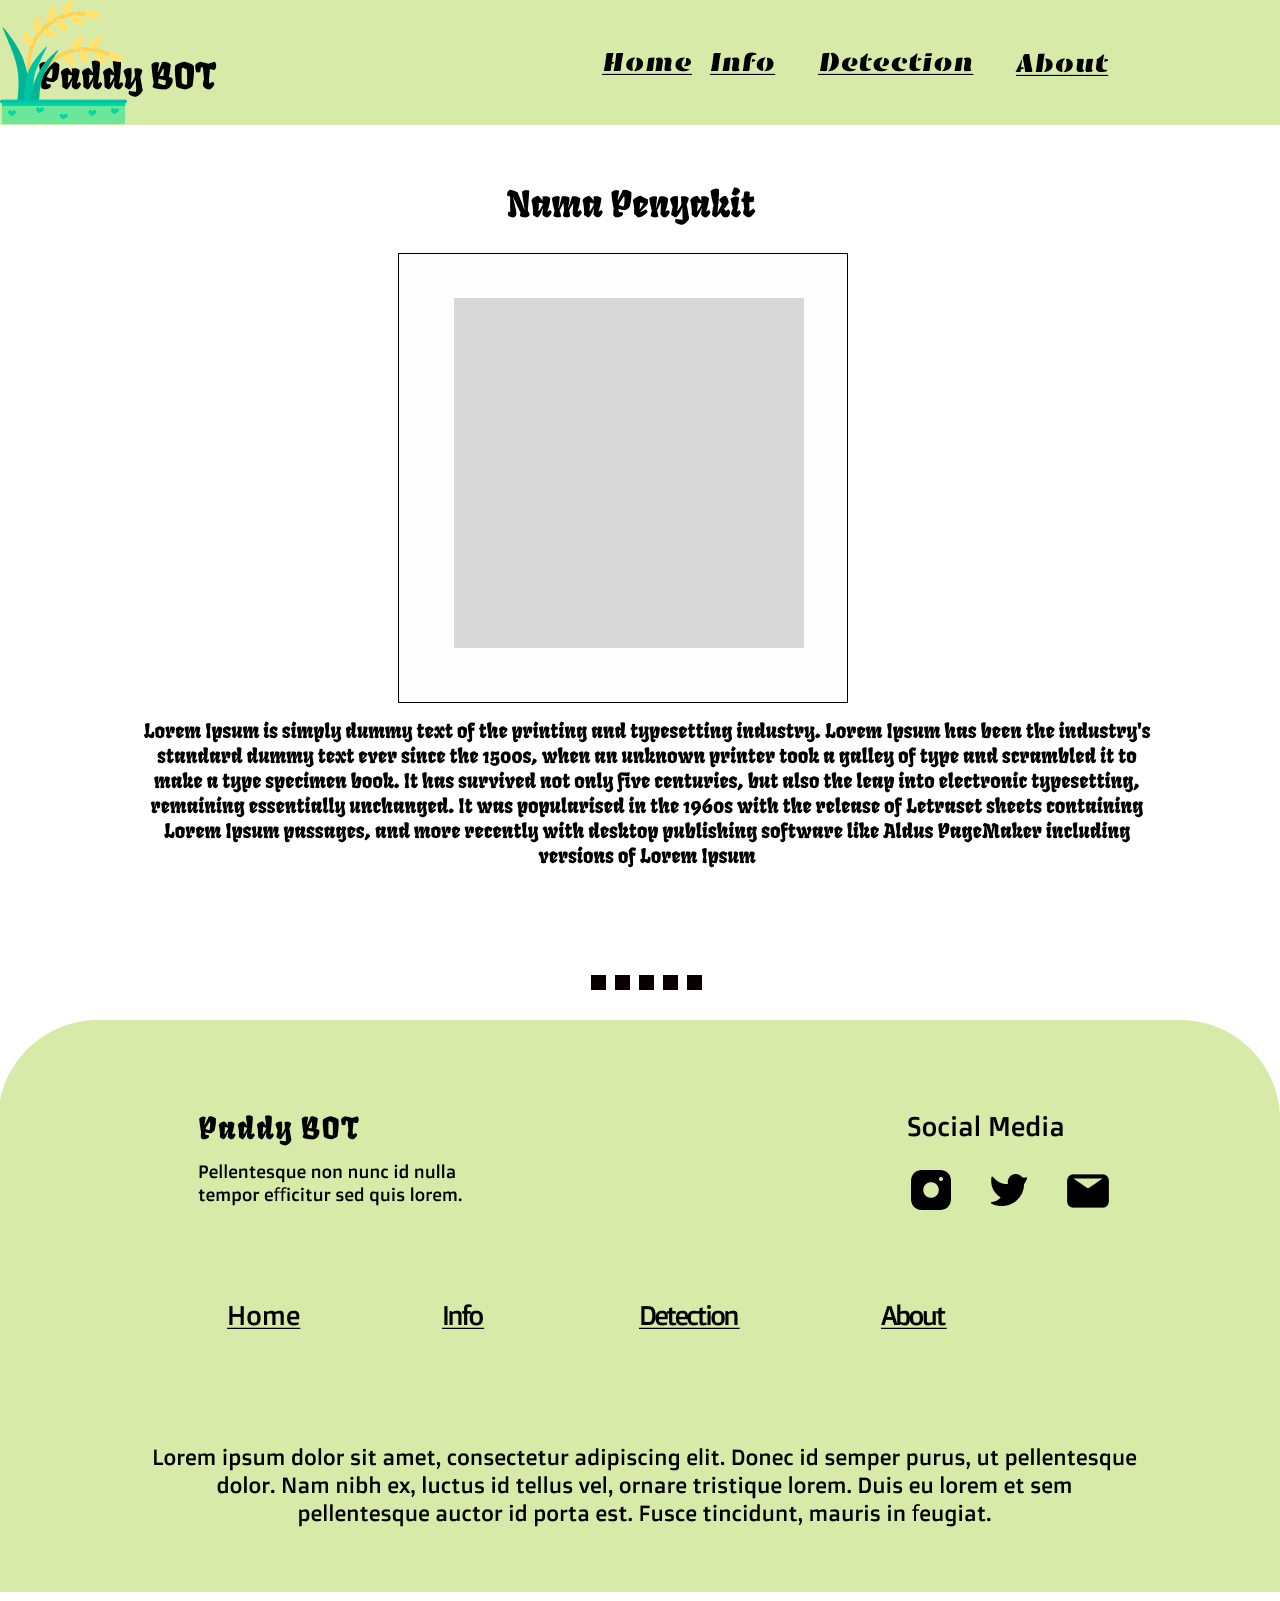 Paddy BOT
Home Info Detection About
Nama Penyakit
Lorem Ipsum is simply dummy text of the printing and typesetting industry. Lorem Ipsum has been the industry's
standard dummy text ever since the 1500s, when an unknown printer took a galley of type and scrambled it to
make a type specimen book. It has survived not only five centuries, but also the leap into electronic typesetting,
remaining essentially unchanged. It was popularised in the 1960s with the release of Letraset sheets containing
Lorem Ipsum passages, and more recently with desktop publishing software like Aldus PageMaker including
versions of Lorem Ipsum
Paddy BOT
Pellentesque non nunc id nulla
tempor efficitur sed quis lorem.
Social Media
Home Info Detection About
Lorem ipsum dolor sit amet, consectetur adipiscing elit. Donec id semper purus, ut pellentesque
dolor. Nam nibh ex, luctus id tellus vel, ornare tristique lorem. Duis eu lorem et sem
pellentesque auctor id porta est. Fusce tincidunt, mauris in feugiat.